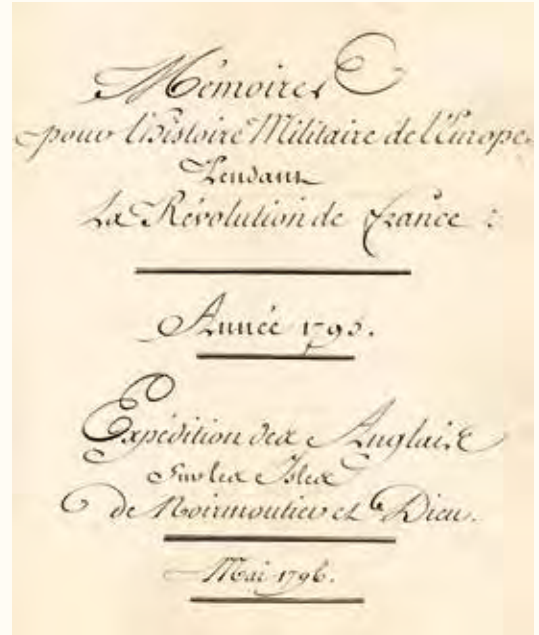 Mémoires
pour l'histoire Militaire de l'Europe
Pendant
La Révolution de france :
Année 1795.
Expédition des Anglais
sur les Isles
de Noirmoutier et Dieu.
Mai 1796.